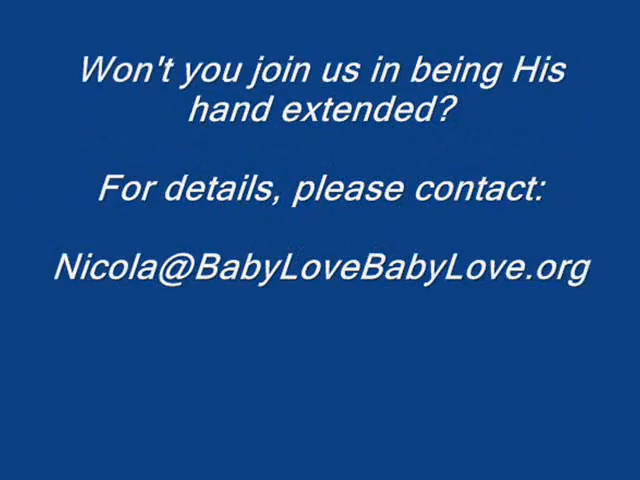 Won't you join us in being His
hand extended?
For details, please contact:
Nicola@BabyLoveBabyLove.org